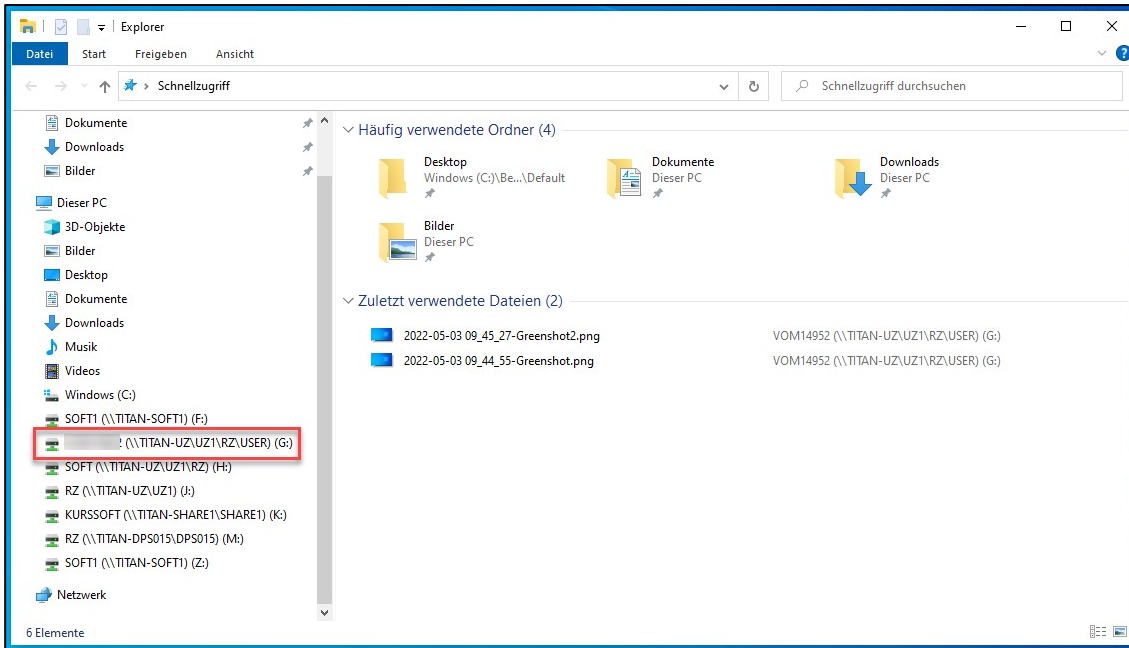 Explorer
Datei Start Freigeben Ansicht
Schnellzugriff
Schnellzugriff durchsuchen
Dokumente
Downloads
Bilder
Dieser PC
3D-Objekte
Bilder
Desktop
Dokumente
Downloads
Musik
Videos
Windows (C:)
SOFT1 (\\TITAN-SOFT1) (F:)
(\\TITAN-UZ\UZ1\RZ\USER) (G:)
SOFT (\\TITAN-UZ\UZ1\RZ) (H:)
RZ (\\TITAN-UZ\UZ1) (J:)
KURSSOFT (\\TITAN-SHARE1\SHARE1) (K:)
RZ (\\TITAN-DPS015\DPS015) (M:)
SOFT1 (\\TITAN-SOFT1) (Z:)
Netzwerk
Häufig verwendete Ordner (4)
Desktop
Windows (C:)\Be...\Default
Dokumente
Dieser PC
Downloads
Dieser PC
Bilder
Dieser PC
Zuletzt verwendete Dateien (2)
2022-05-03 09_45_27-Greenshot2.png VOM14952 (\\TITAN-UZ\UZ1\RZ\USER) (G:)
2022-05-03 09_44_55-Greenshot.png VOM14952 (\\TITAN-UZ\UZ1\RZ\USER) (G:)
6 Elemente